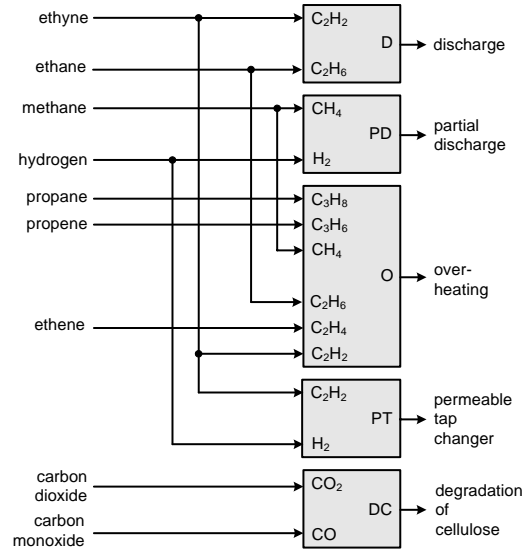 ethyne
C₂H₂
D
discharge
ethane
C₂H₆
methane
CH₄
PD
partial
discharge
hydrogen
H₂
propane
C₃H₈
propene
C₃H₆
CH₄
O
over-
heating
C₂H₆
ethene
C₂H₄
C₂H₂
C₂H₂
PT
permeable
tap
changer
H₂
carbon
dioxide
CO₂
DC
degradation
of
cellulose
carbon
monoxide
CO